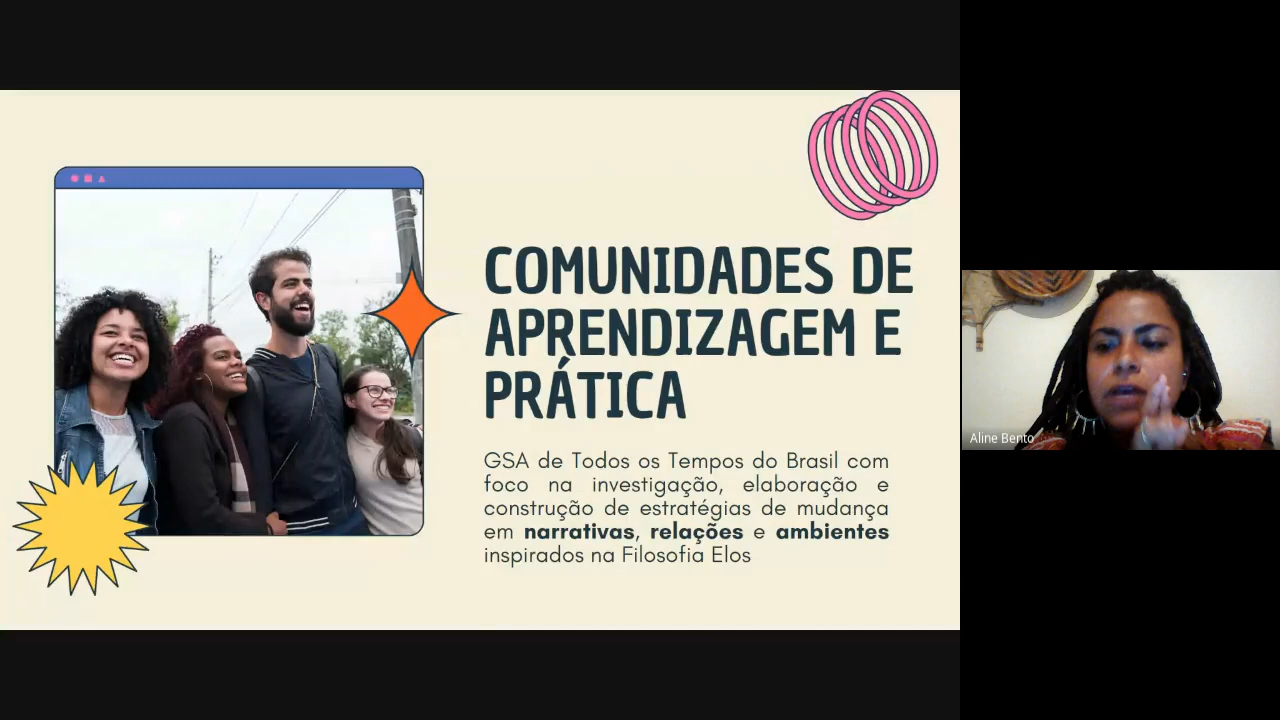 COMUNIDADES DE
APRENDIZAGEM E
PRÁTICA
GSA de Todos os Tempos do Brasil com
foco na investigação, elaboração e
construção de estratégias de mudança
em narrativas, relações e ambientes
inspirados na Filosofia Elos
Aline Bento